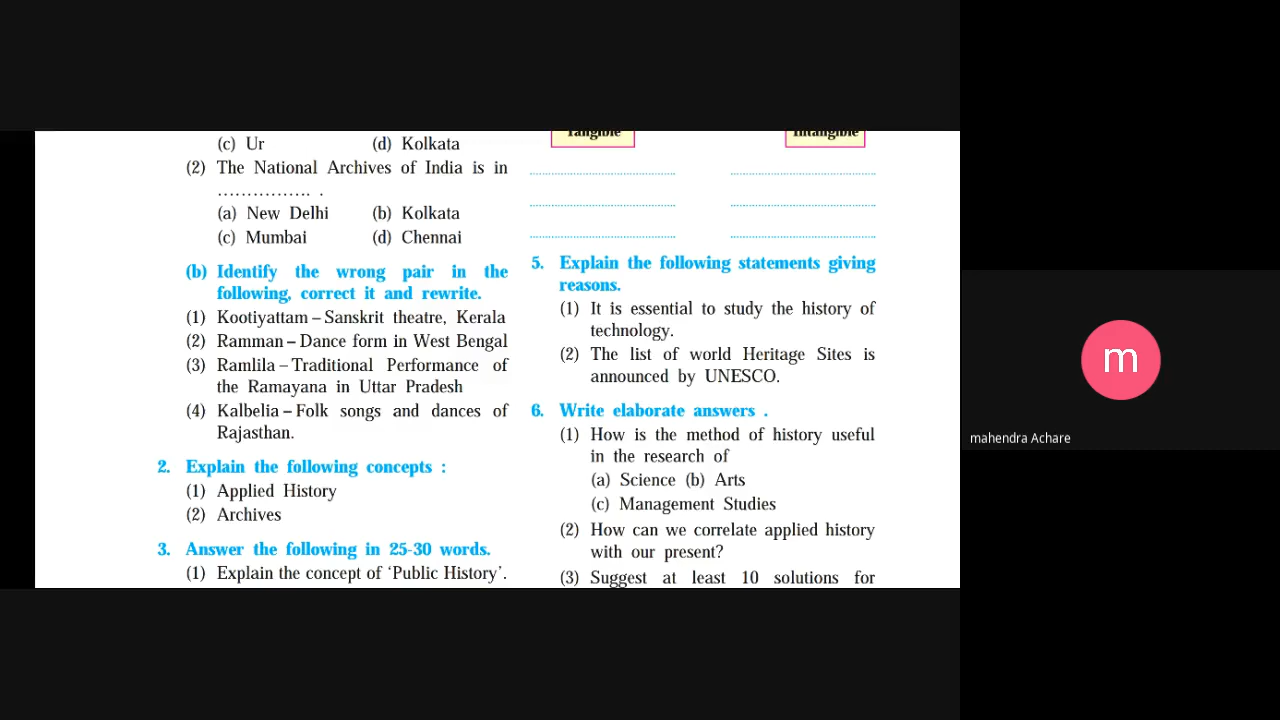 (c) Ur (d) Kolkata
(2) The National Archives of India is in
................ .
(a) New Delhi (b) Kolkata
(c) Mumbai (d) Chennai
(b) Identify the wrong pair in the
following, correct it and rewrite.
(1) Kootiyattam – Sanskrit theatre, Kerala
(2) Ramman – Dance form in West Bengal
(3) Ramlila – Traditional Performance of
the Ramayana in Uttar Pradesh
(4) Kalbelia – Folk songs and dances of
Rajasthan.
2. Explain the following concepts :
(1) Applied History
(2) Archives
3. Answer the following in 25-30 words.
(1) Explain the concept of ‘Public History’.
Tangible Intangible
5. Explain the following statements giving
reasons.
(1) It is essential to study the history of
technology.
(2) The list of world Heritage Sites is
announced by UNESCO.
6. Write elaborate answers .
(1) How is the method of history useful
in the research of
(a) Science (b) Arts
(c) Management Studies
(2) How can we correlate applied history
with our present?
(3) Suggest at least 10 solutions for
m
mahendra Achare